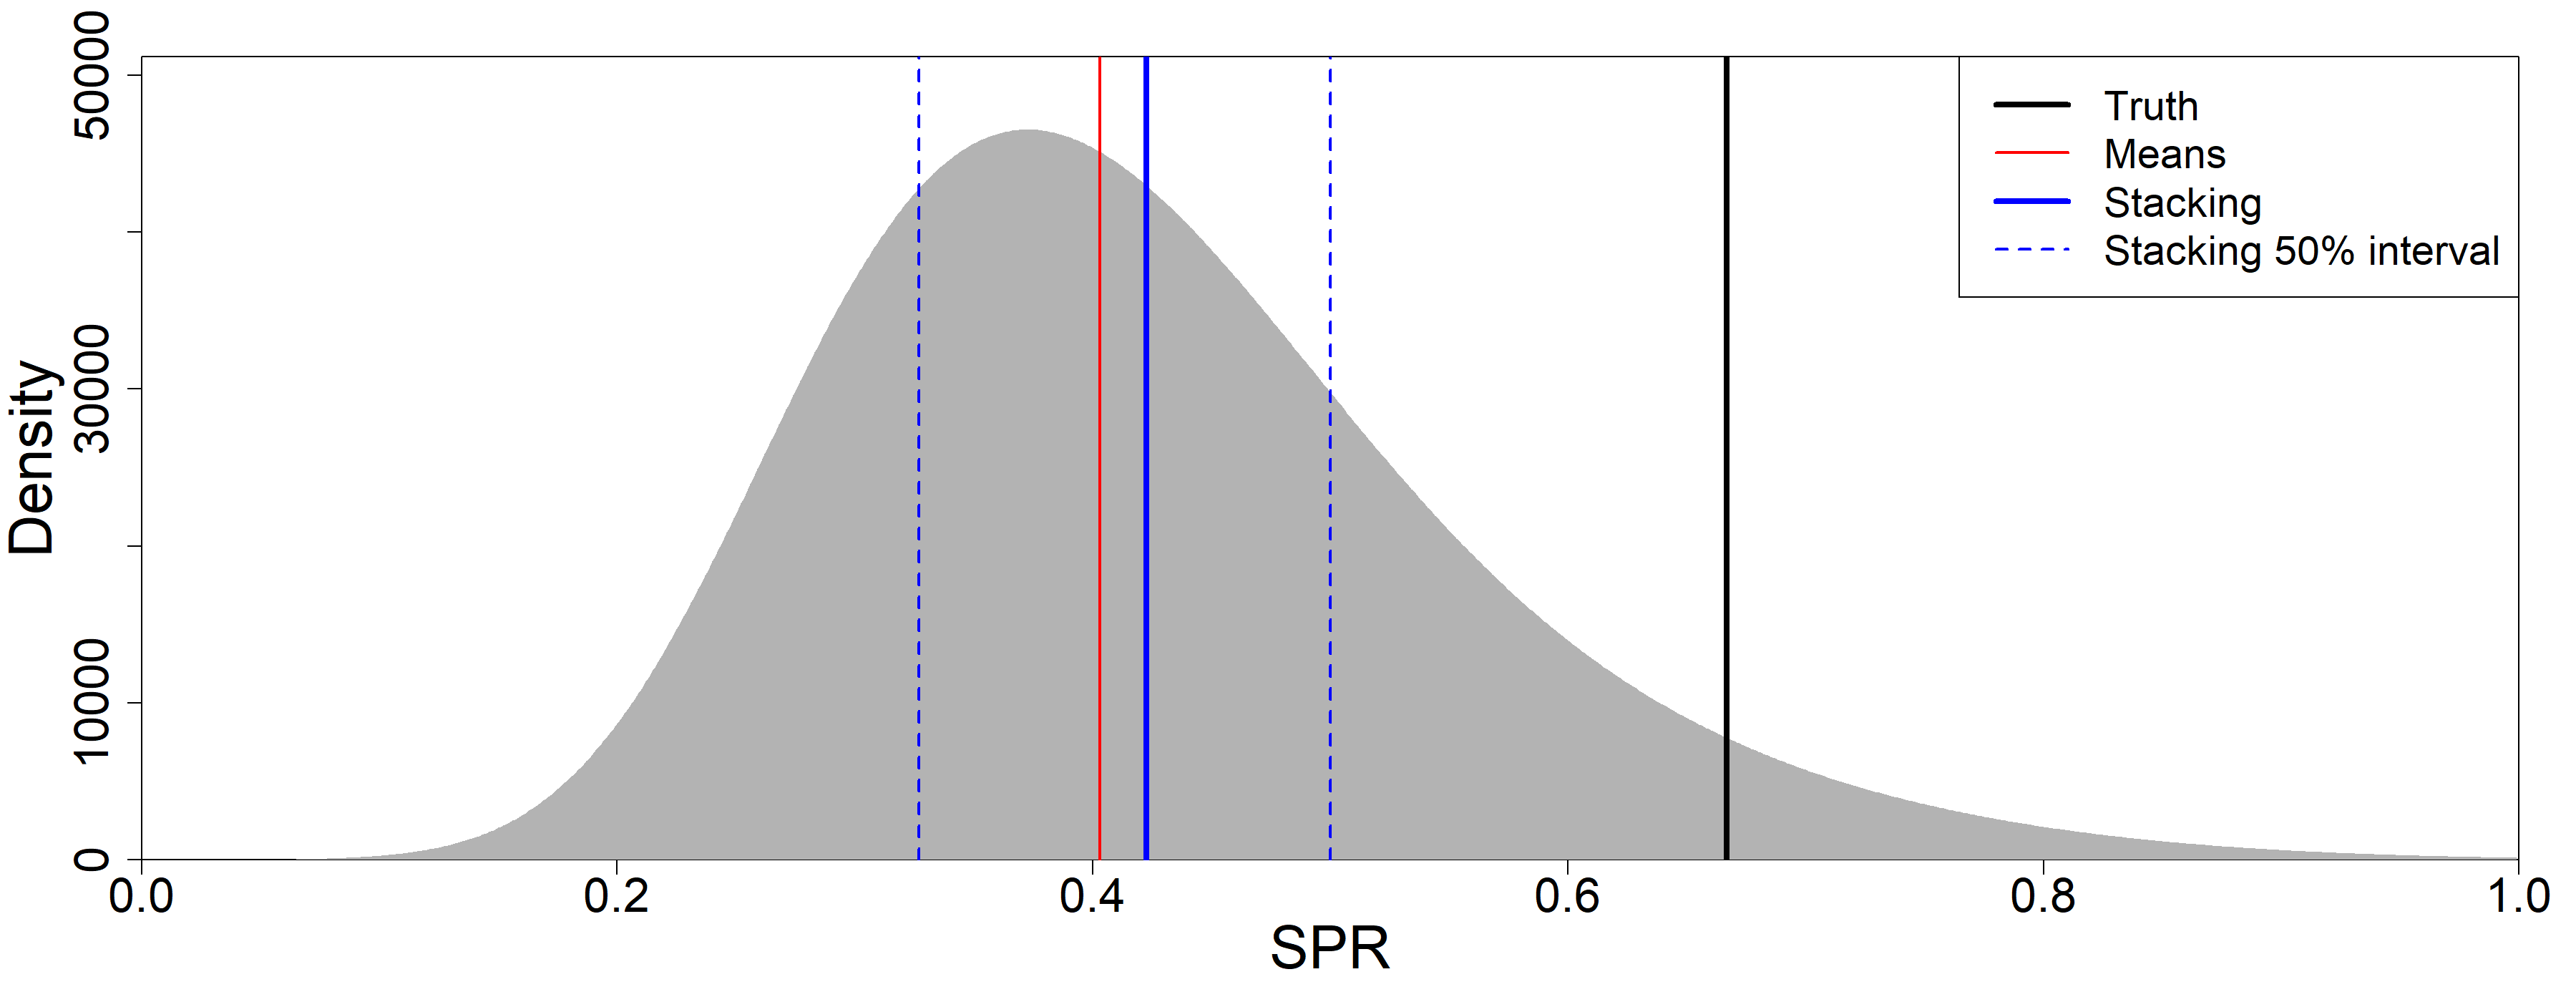 Density
50000
30000
10000
0
Truth
Means
Stacking
Stacking 50% interval
0.0 0.2 0.4 0.6 0.8 1.0
SPR